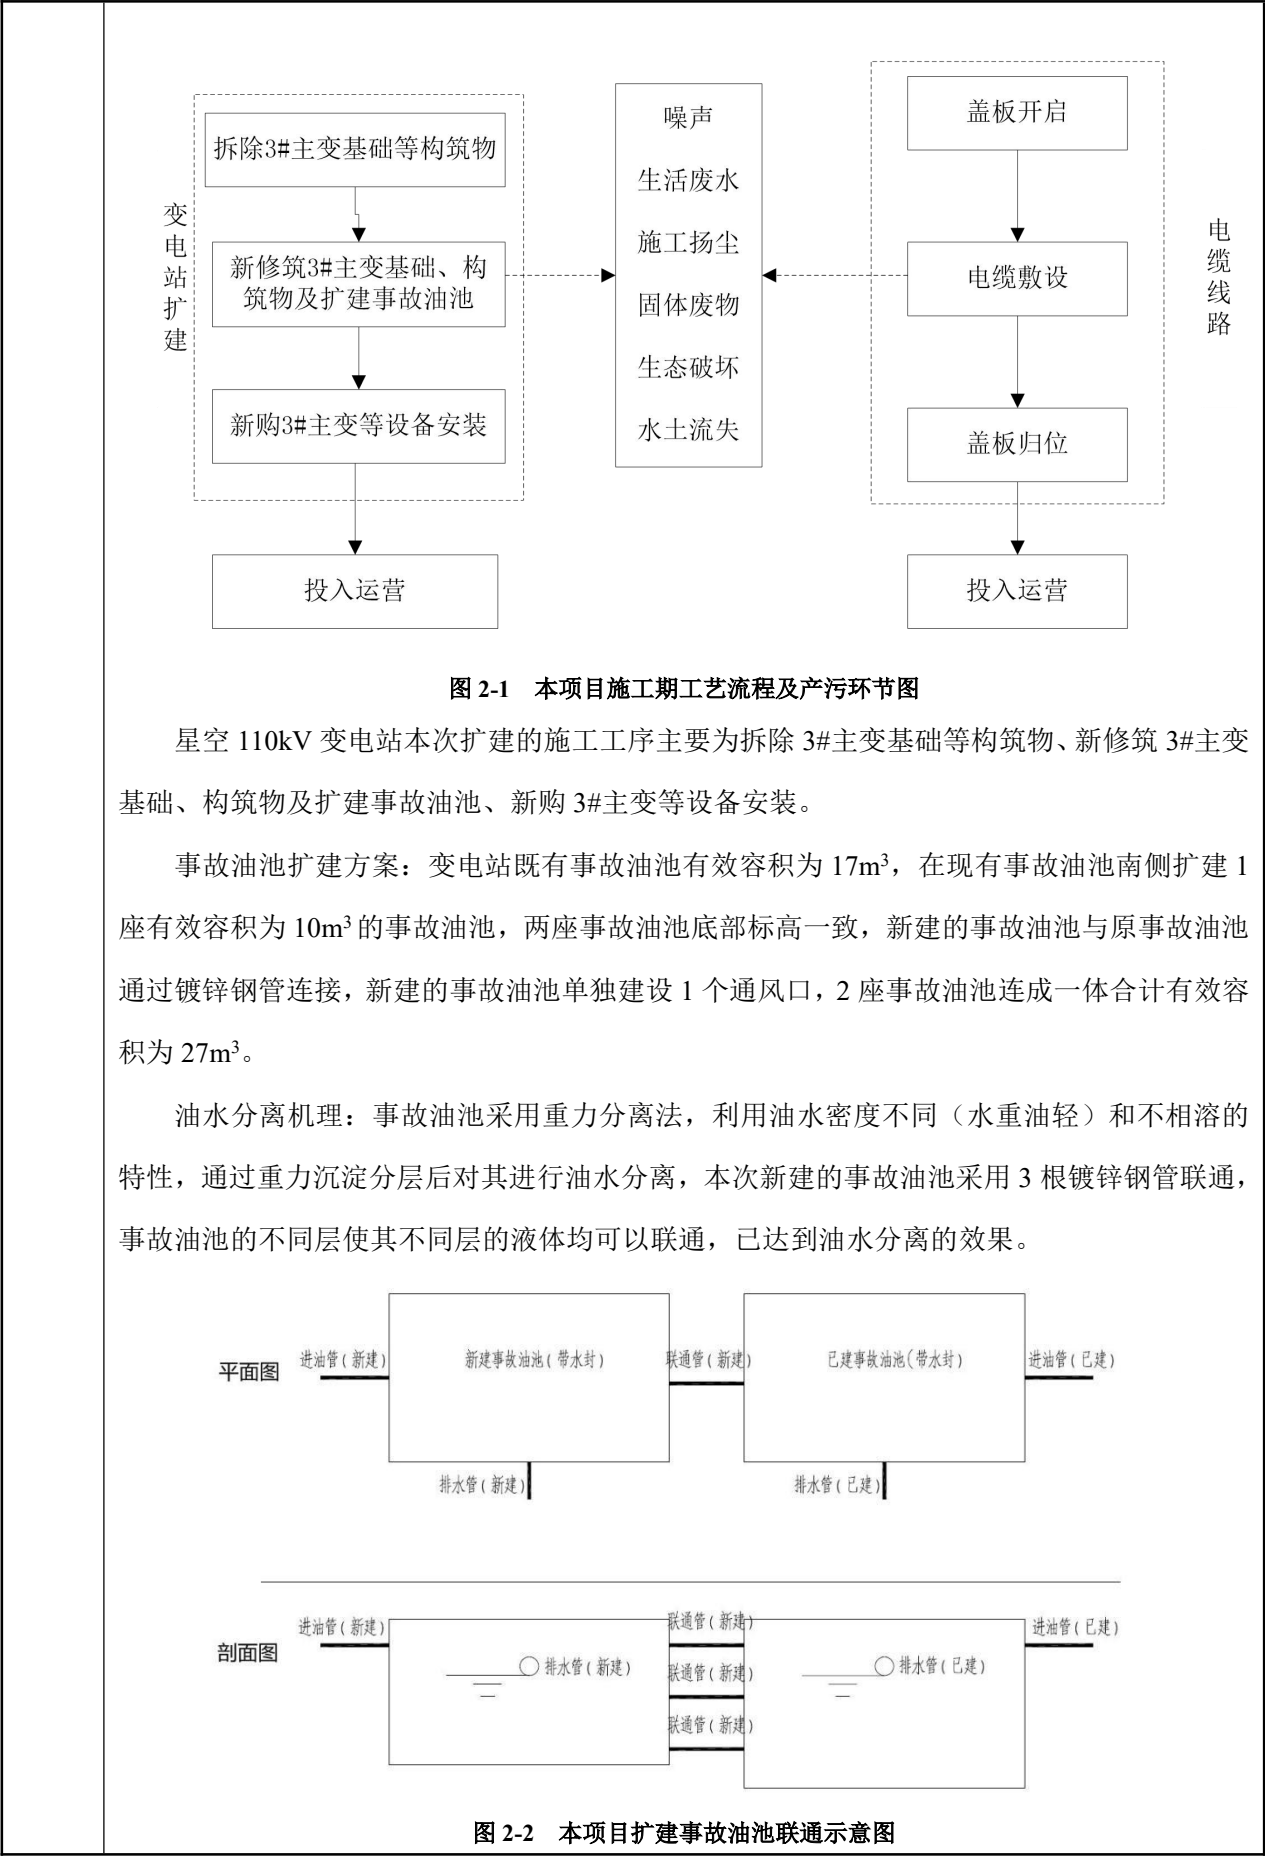 变电站扩建
拆除3#主变基础等构筑物
新修筑3#主变基础、构
筑物及扩建事故油池
新购3#主变等设备安装
投入运营
噪声
生活废水
施工扬尘
固体废物
生态破坏
水土流失
盖板开启
电缆敷设
盖板归位
投入运营
电缆线路
图 2-1 本项目施工期工艺流程及产污环节图
星空 110kV 变电站本次扩建的施工工序主要为拆除 3#主变基础等构筑物、新修筑 3#主变
基础、构筑物及扩建事故油池、新购 3#主变等设备安装。
事故油池扩建方案：变电站既有事故油池有效容积为 17m³，在现有事故油池南侧扩建 1
座有效容积为 10m³的事故油池，两座事故油池底部标高一致，新建的事故油池与原事故油池
通过镀锌钢管连接，新建的事故油池单独建设 1 个通风口，2 座事故油池连成一体合计有效容
积为 27m³。
油水分离机理：事故油池采用重力分离法，利用油水密度不同（水重油轻）和不相溶的
特性，通过重力沉淀分层后对其进行油水分离，本次新建的事故油池采用 3 根镀锌钢管联通，
事故油池的不同层使其不同层的液体均可以联通，已达到油水分离的效果。
平面图
进油管(新建)
新建事故油池(带水封)
联通管(新建)
已建事故油池(带水封)
进油管(已建)
排水管(新建)
排水管(已建)
剖面图
进油管(新建)
排水管(新建)
联通管(新建)
联通管(新建)
联通管(新建)
排水管(已建)
进油管(已建)
图 2-2 本项目扩建事故油池联通示意图